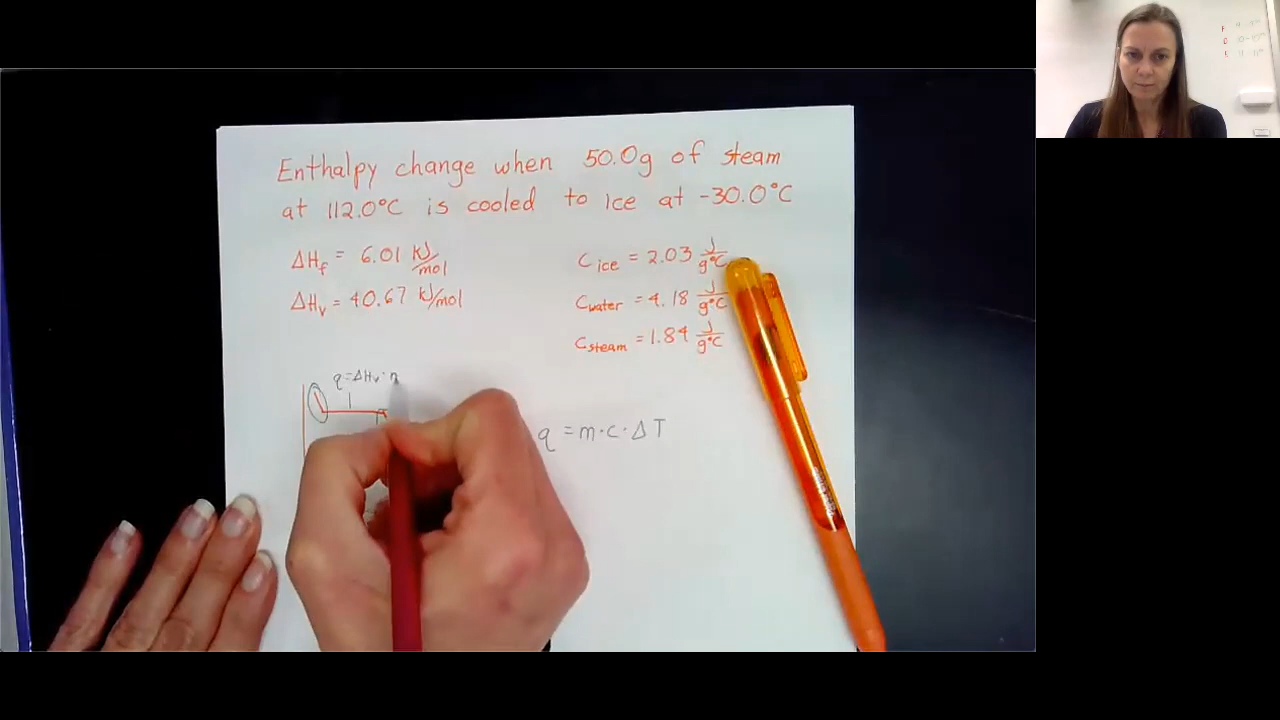 Enthalpy change when 50.0g of steam
at 112.0°C is cooled to ice at -30.0°C
ΔHf = 6.01 kJ/mol
ΔHv = 40.67 kJ/mol
Cice = 2.03 J/g°C
Cwater = 4.18 J/g°C
Csteam = 1.84 J/g°C
q=ΔHv·n
q = m·c·ΔT